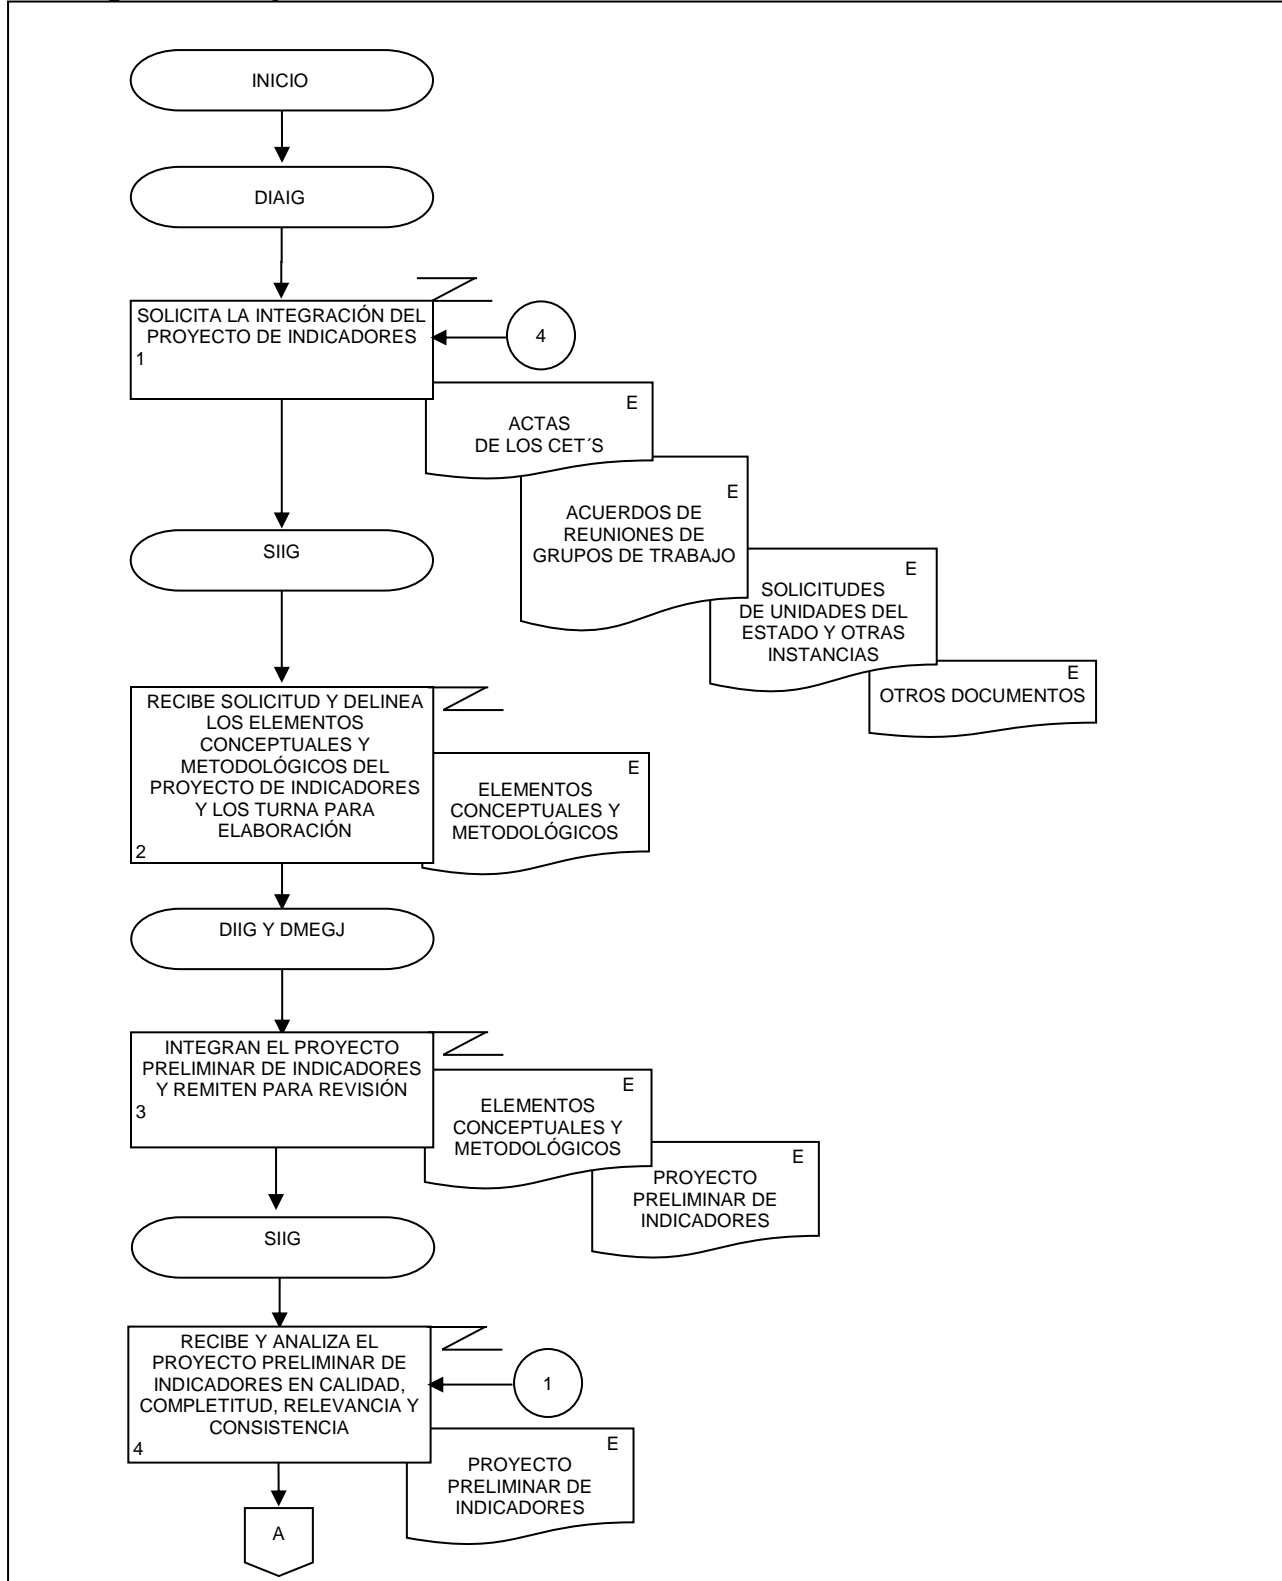 INICIO
DIAIG
SOLICITA LA INTEGRACIÓN DEL
PROYECTO DE INDICADORES
1
4
E
ACTAS
DE LOS CET´S
E
ACUERDOS DE
REUNIONES DE
GRUPOS DE TRABAJO
E
SOLICITUDES
DE UNIDADES DEL
ESTADO Y OTRAS
INSTANCIAS
E
OTROS DOCUMENTOS
SIIG
RECIBE SOLICITUD Y DELINEA
LOS ELEMENTOS
CONCEPTUALES Y
METODOLÓGICOS DEL
PROYECTO DE INDICADORES
Y LOS TURNA PARA
ELABORACIÓN
2
E
ELEMENTOS
CONCEPTUALES Y
METODOLÓGICOS
DIIG Y DMEGJ
INTEGRAN EL PROYECTO
PRELIMINAR DE INDICADORES
Y REMITEN PARA REVISIÓN
3
E
ELEMENTOS
CONCEPTUALES Y
METODOLÓGICOS
E
PROYECTO
PRELIMINAR DE
INDICADORES
SIIG
RECIBE Y ANALIZA EL
PROYECTO PRELIMINAR DE
INDICADORES EN CALIDAD,
COMPLETITUD, RELEVANCIA Y
CONSISTENCIA
4
1
E
PROYECTO
PRELIMINAR DE
INDICADORES
A